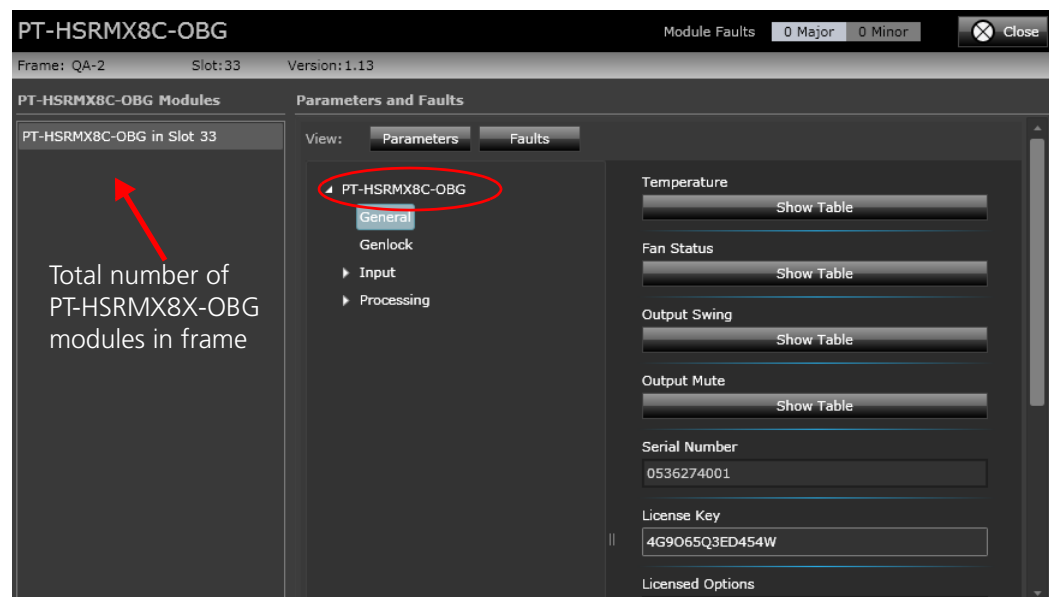 PT-HSRMX8C-OBG
Module Faults 0 Major 0 Minor Close
Frame: QA-2 Slot:33 Version:1.13
PT-HSRMX8C-OBG Modules
Parameters and Faults
PT-HSRMX8C-OBG in Slot 33
View: Parameters Faults
Total number of
PT-HSRMX8X-OBG
modules in frame
PT-HSRMX8C-OBG
General
Genlock
Input
Processing
Temperature
Show Table
Fan Status
Show Table
Output Swing
Show Table
Output Mute
Show Table
Serial Number
0536274001
License Key
4G9O65Q3ED454W
Licensed Options